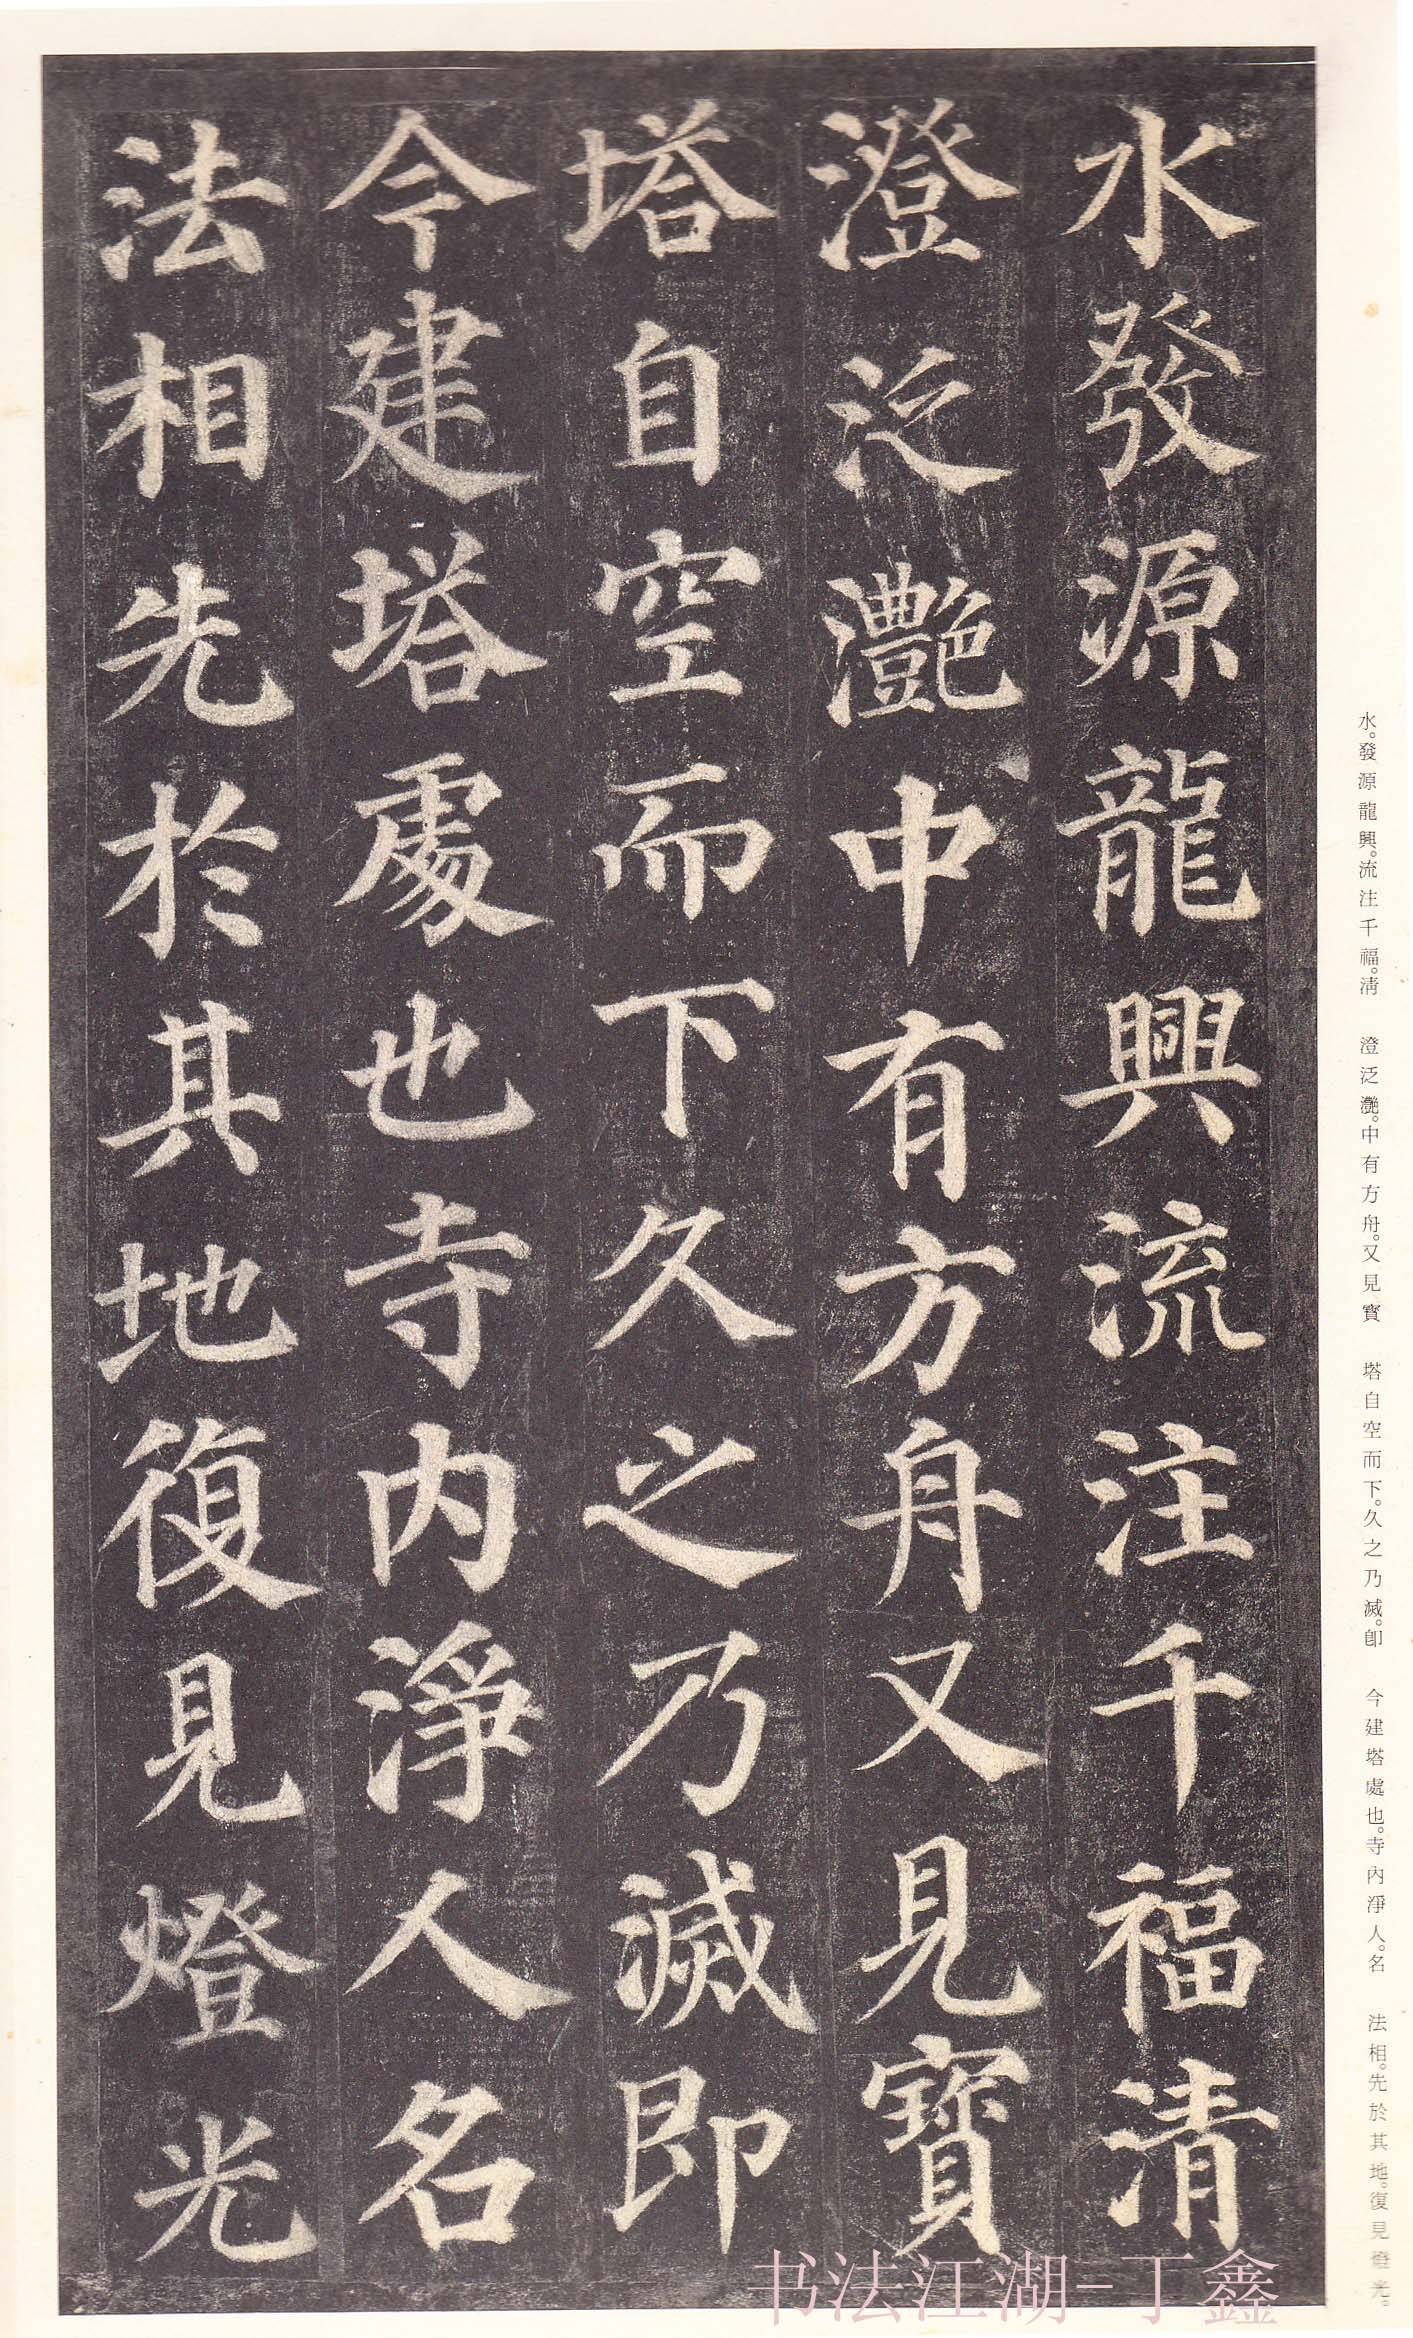 水發源龍興流注千福清
澄泛灩中有方舟又見寶
塔自空而下久之乃滅即
今建塔處也寺内淨人名
法相先於其地復見燈光
水。發源龍興。流注千福。清　澄泛灩。中有方舟。又見寶　塔自空而下。久之乃滅。卽　今建塔處也。寺內淨人。名　法相。先於其地。復見燈光。
书法江湖-丁鑫